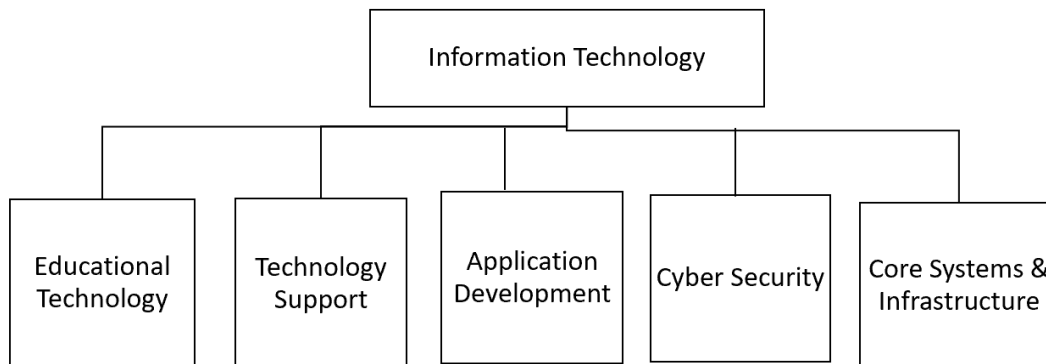 Information Technology
Educational
Technology
Technology
Support
Application
Development
Cyber Security
Core Systems &
Infrastructure